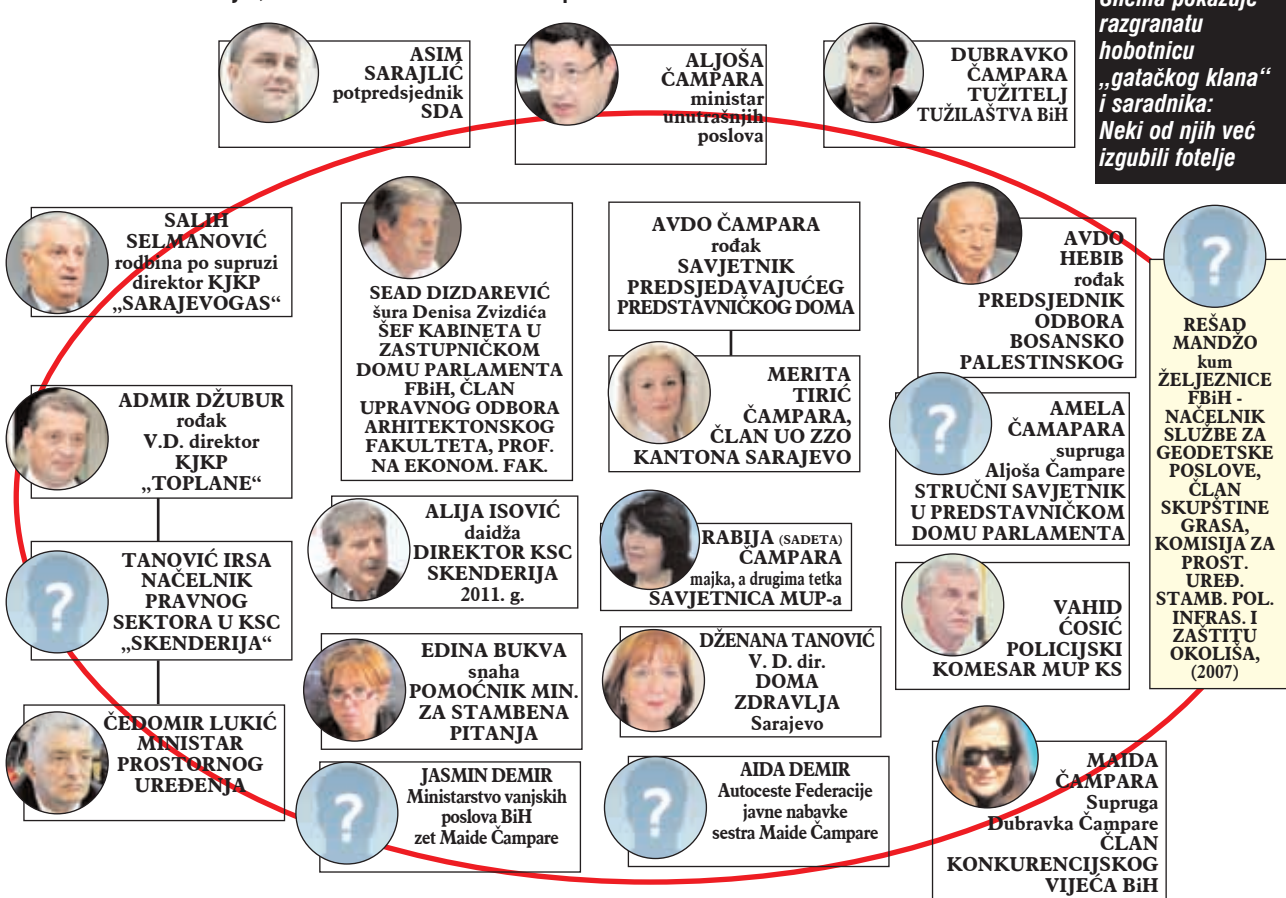 razgranatu
hobotnicu
„gatačkog klana“
i saradnika:
Neki od njih već
izgubili fotelje
ASIM
SARAJLIĆ
potpredsjednik
SDA
ALJOŠA
ČAMPARA
ministar
unutrašnjih
poslova
DUBRAVKO
ČAMPARA
TUŽITELJ
TUŽILAŠTVA BiH
SALIH
SELMANOVIĆ
rodbina po supruzi
direktor KJKP
„SARAJEVOGAS“
SEAD DIZDAREVIĆ
šura Denisa Zvizdića
ŠEF KABINETA U
ZASTUPNIČKOM
DOMU PARLAMENTA
FBiH, ČLAN
UPRAVNOG ODBORA
ARHITEKTONSKOG
FAKULTETA, PROF.
NA EKONOM. FAK.
AVDO ČAMPARA
rođak
SAVJETNIK
PREDSJEDAVAJUĆEG
PREDSTAVNIČKOG DOMA
AVDO
HEBIB
rođak
PREDSJEDNIK
ODBORA
BOSANSKO
PALESTINSKOG
REŠAD
MANDŽO
kum
ŽELJEZNICE
FBiH -
NAČELNIK
SLUŽBE ZA
GEODETSKE
POSLOVE,
ČLAN
SKUPŠTINE
GRASA,
KOMISIJA ZA
PROST.
UREĐ.
STAMB. POL.
INFRAS. I
ZAŠTITU
OKOLIŠA,
(2007)
ADMIR DŽUBUR
rođak
V.D. direktor
KJKP
„TOPLANE“
MERITA
TIRIĆ
ČAMPARA,
ČLAN UO ZZO
KANTONA SARAJEVO
AMELA
ČAMAPARA
supruga
Aljoša Čampare
STRUČNI SAVJETNIK
U PREDSTAVNIČKOM
DOMU PARLAMENTA
TANOVIĆ IRSA
NAČELNIK
PRAVNOG
SEKTORA U KSC
„SKENDERIJA“
ALIJA ISOVIĆ
daidža
DIREKTOR KSC
SKENDERIJA
2011. g.
RABIJA (SADETA)
ČAMPARA
majka, a drugima tetka
SAVJETNICA MUP-a
VAHID
ĆOSIĆ
POLICIJSKI
KOMESAR MUP KS
ČEDOMIR LUKIĆ
MINISTAR
PROSTORNOG
UREĐENJA
EDINA BUKVA
snaha
POMOĆNIK MIN.
ZA STAMBENA
PITANJA
DŽENANA TANOVIĆ
V. D. dir.
DOMA
ZDRAVLJA
Sarajevo
JASMIN DEMIR
Ministarstvo vanjskih
poslova BiH
zet Maide Čampare
AIDA DEMIR
Autoceste Federacije
javne nabavke
sestra Maide Čampare
MAIDA
ČAMPARA
Supruga
Dubravka Čampare
ČLAN
KONKURENCIJSKOG
VIJEĆA BiH